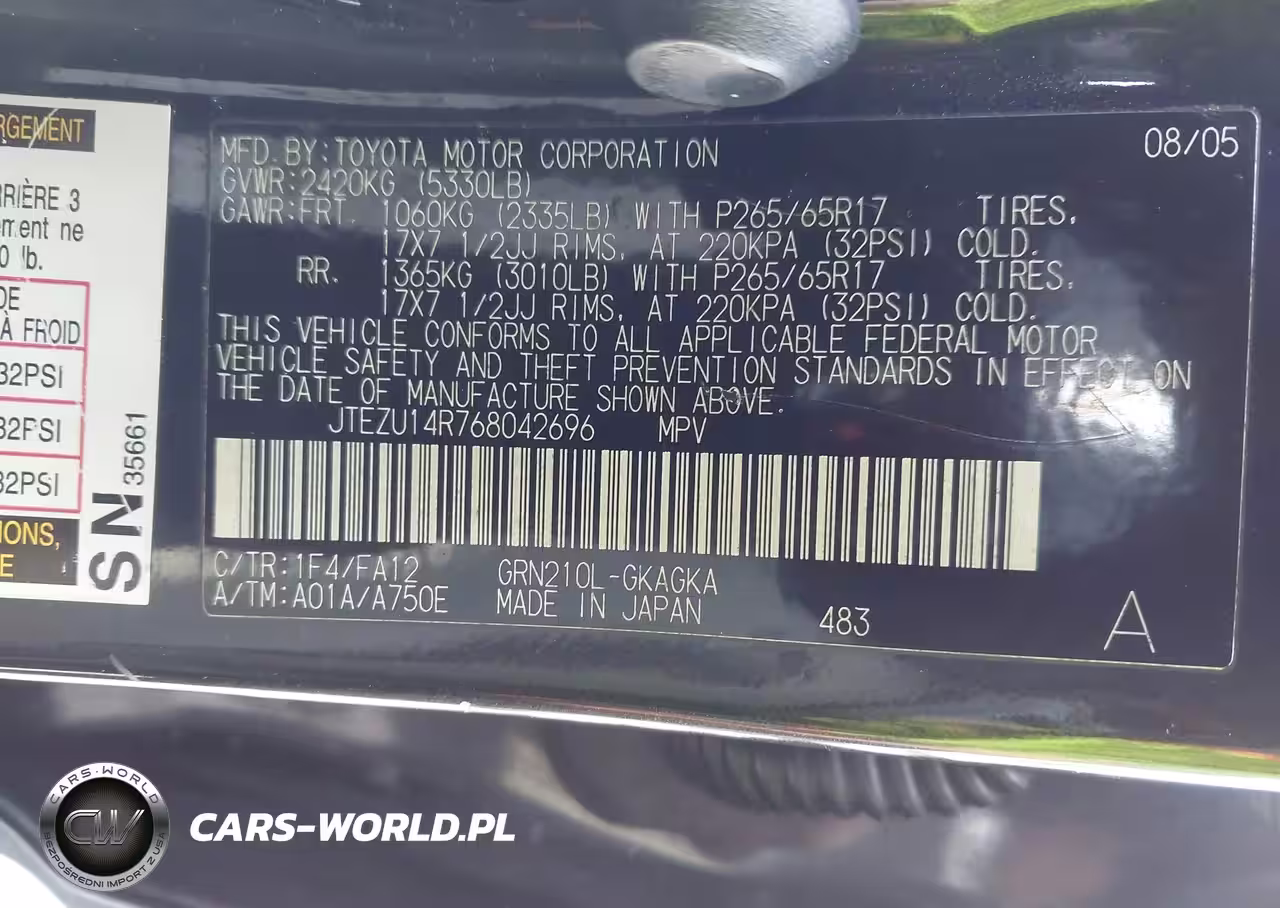 RGEMENT
RIÈRE 3
ment ne
lb.
DE
À FROID
32PSI
32PSI
32PSI
IONS,
E
SN 35661
08/05
MFD.BY:TOYOTA MOTOR CORPORATION
GVWR:2420KG (5330LB)
GAWR:FRT. 1060KG (2335LB) WITH P265/65R17 TIRES,
17X7 1/2JJ RIMS, AT 220KPA (32PSI) COLD.
RR. 1365KG (3010LB) WITH P265/65R17 TIRES,
17X7 1/2JJ RIMS, AT 220KPA (32PSI) COLD.
THIS VEHICLE CONFORMS TO ALL APPLICABLE FEDERAL MOTOR
VEHICLE SAFETY AND THEFT PREVENTION STANDARDS IN EFFECT ON
THE DATE OF MANUFACTURE SHOWN ABOVE.
JTEZU14R768042696 MPV
C/TR:1F4/FA12 GRN210L-GKAGKA
A/TM:A01A/A750E MADE IN JAPAN
483
A
CARS-WORLD
CW
BEZPOŚREDNI IMPORT Z USA
CARS-WORLD.PL